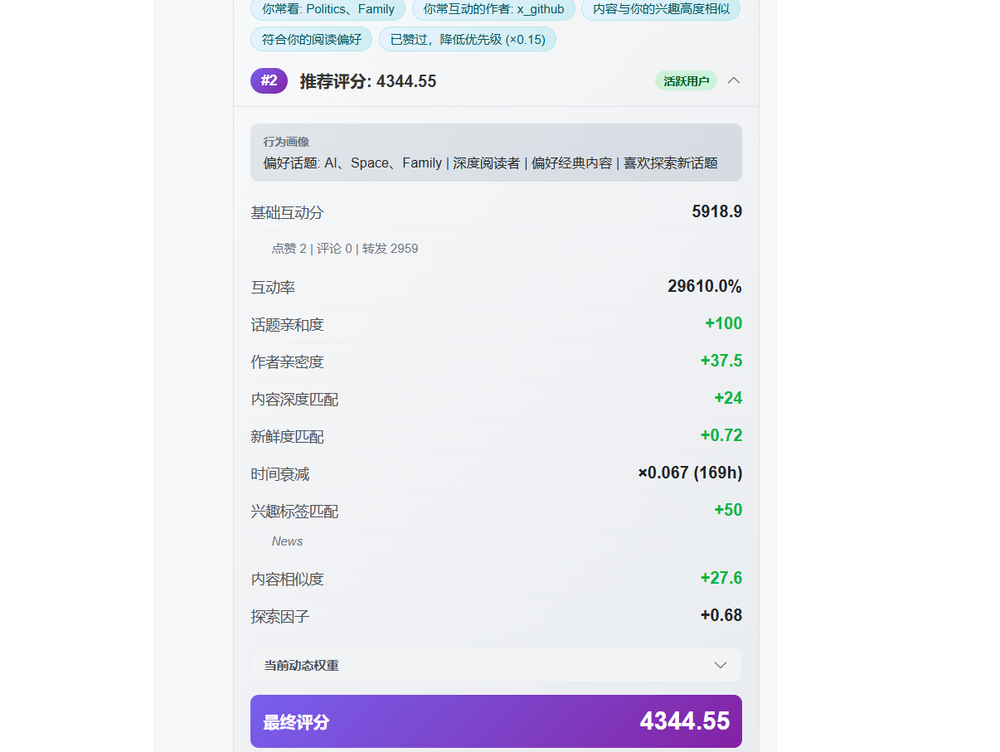 你常看: Politics、Family 你常互动的作者: x_github 内容与你的兴趣高度相似
符合你的阅读偏好 已赞过，降低优先级 (×0.15)
#2 推荐评分: 4344.55 活跃用户
行为画像
偏好话题: AI、Space、Family | 深度阅读者 | 偏好经典内容 | 喜欢探索新话题
基础互动分 5918.9
点赞 2 | 评论 0 | 转发 2959
互动率 29610.0%
话题亲和度 +100
作者亲密度 +37.5
内容深度匹配 +24
新鲜度匹配 +0.72
时间衰减 ×0.067 (169h)
兴趣标签匹配 +50
News
内容相似度 +27.6
探索因子 +0.68
当前动态权重
最终评分 4344.55